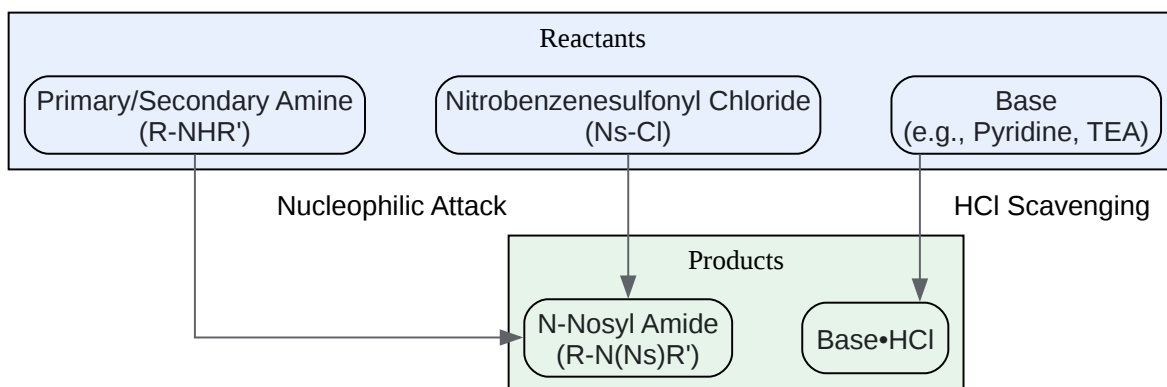 Reactants
Primary/Secondary Amine
(R-NHR')
Nitrobenzenesulfonyl Chloride
(Ns-Cl)
Base
(e.g., Pyridine, TEA)
Nucleophilic Attack
HCl Scavenging
Products
N-Nosyl Amide
(R-N(Ns)R')
Base•HCl